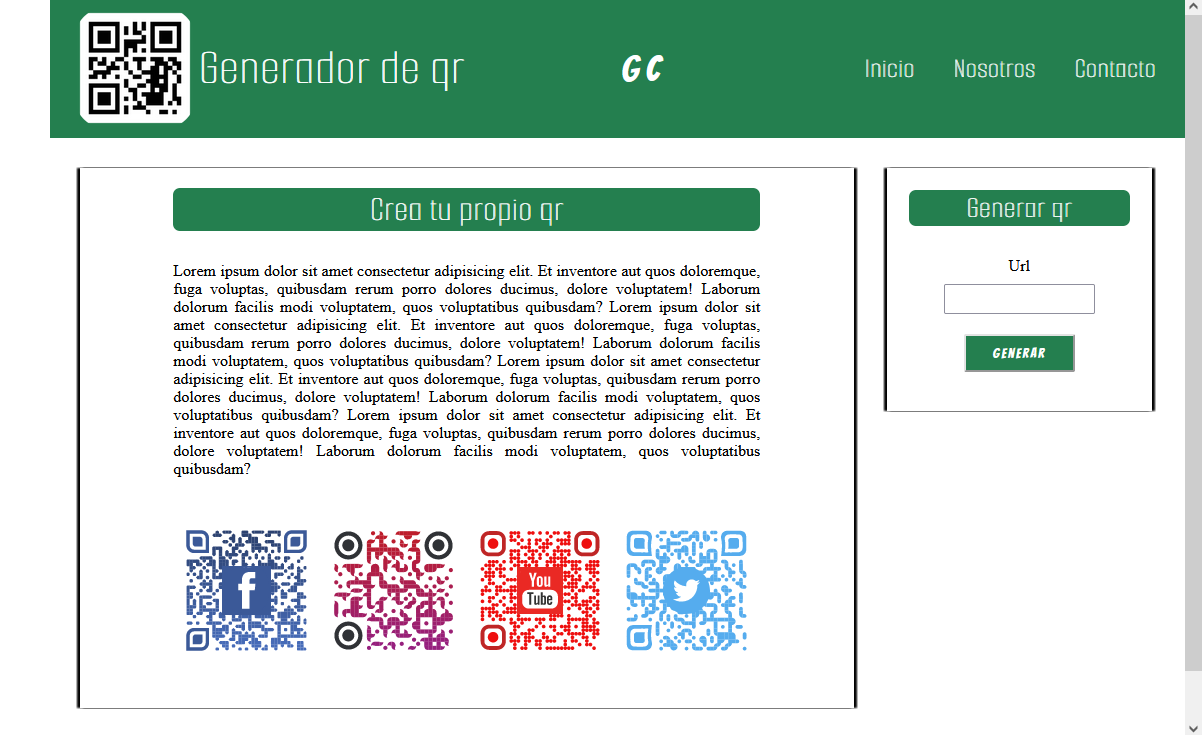 Generador de qr
GC
Inicio
Nosotros
Contacto
Crea tu propio qr
Lorem ipsum dolor sit amet consectetur adipisicing elit. Et inventore aut quos doloremque,
fuga voluptas, quibusdam rerum porro dolores ducimus, dolore voluptatem! Laborum
dolorum facilis modi voluptatem, quos voluptatibus quibusdam? Lorem ipsum dolor sit
amet consectetur adipisicing elit. Et inventore aut quos doloremque, fuga voluptas,
quibusdam rerum porro dolores ducimus, dolore voluptatem! Laborum dolorum facilis
modi voluptatem, quos voluptatibus quibusdam? Lorem ipsum dolor sit amet consectetur
adipisicing elit. Et inventore aut quos doloremque, fuga voluptas, quibusdam rerum porro
dolores ducimus, dolore voluptatem! Laborum dolorum facilis modi voluptatem, quos
voluptatibus quibusdam? Lorem ipsum dolor sit amet consectetur adipisicing elit. Et
inventore aut quos doloremque, fuga voluptas, quibusdam rerum porro dolores ducimus,
dolore voluptatem! Laborum dolorum facilis modi voluptatem, quos voluptatibus
quibusdam?
f
You
Tube
Generar qr
Url
GENERAR